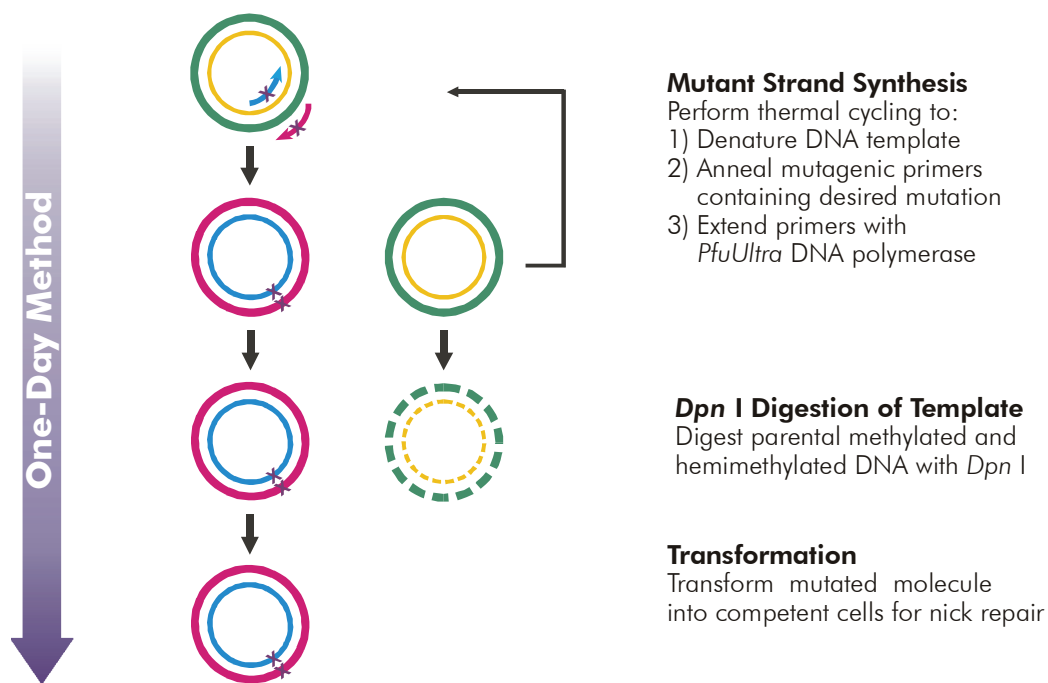 One-Day Method
Mutant Strand Synthesis
Perform thermal cycling to:
1) Denature DNA template
2) Anneal mutagenic primers
containing desired mutation
3) Extend primers with
PfuUltra DNA polymerase
Dpn I Digestion of Template
Digest parental methylated and
hemimethylated DNA with Dpn I
Transformation
Transform mutated molecule
into competent cells for nick repair